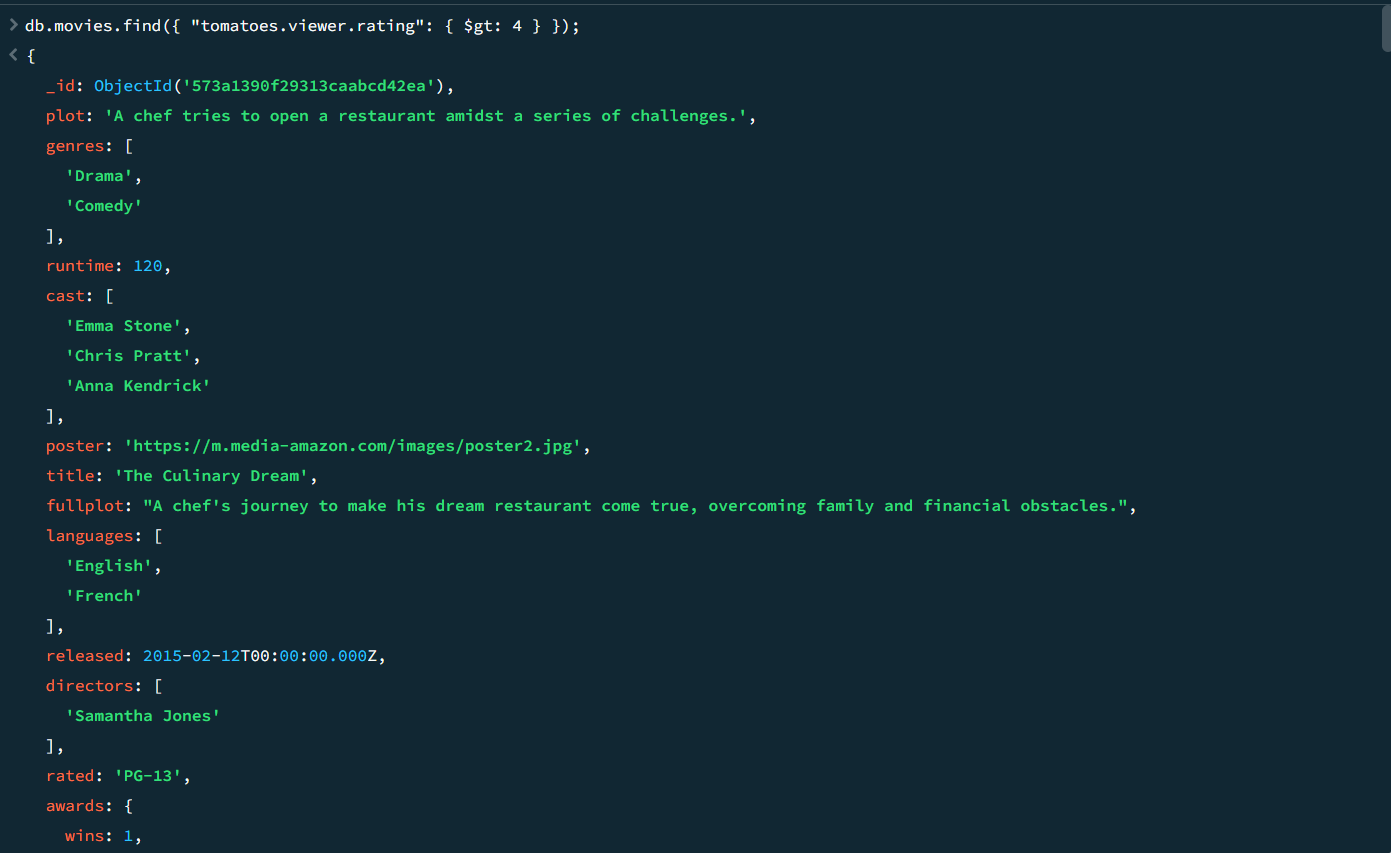 > db.movies.find({ "tomatoes.viewer.rating": { $gt: 4 } });
< {
_id: ObjectId('573a1390f29313caabcd42ea'),
plot: 'A chef tries to open a restaurant amidst a series of challenges.',
genres: [
'Drama',
'Comedy'
],
runtime: 120,
cast: [
'Emma Stone',
'Chris Pratt',
'Anna Kendrick'
],
poster: 'https://m.media-amazon.com/images/poster2.jpg',
title: 'The Culinary Dream',
fullplot: "A chef's journey to make his dream restaurant come true, overcoming family and financial obstacles.",
languages: [
'English',
'French'
],
released: 2015-02-12T00:00:00.000Z,
directors: [
'Samantha Jones'
],
rated: 'PG-13',
awards: {
wins: 1,